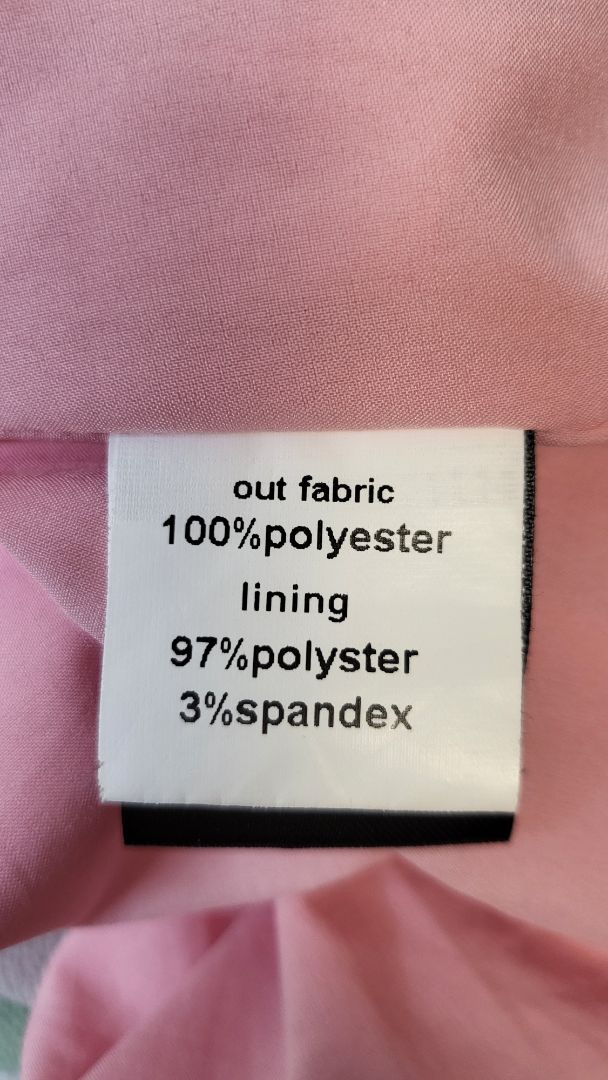 out fabric
100%polyester
lining
97%polyster
3%spandex